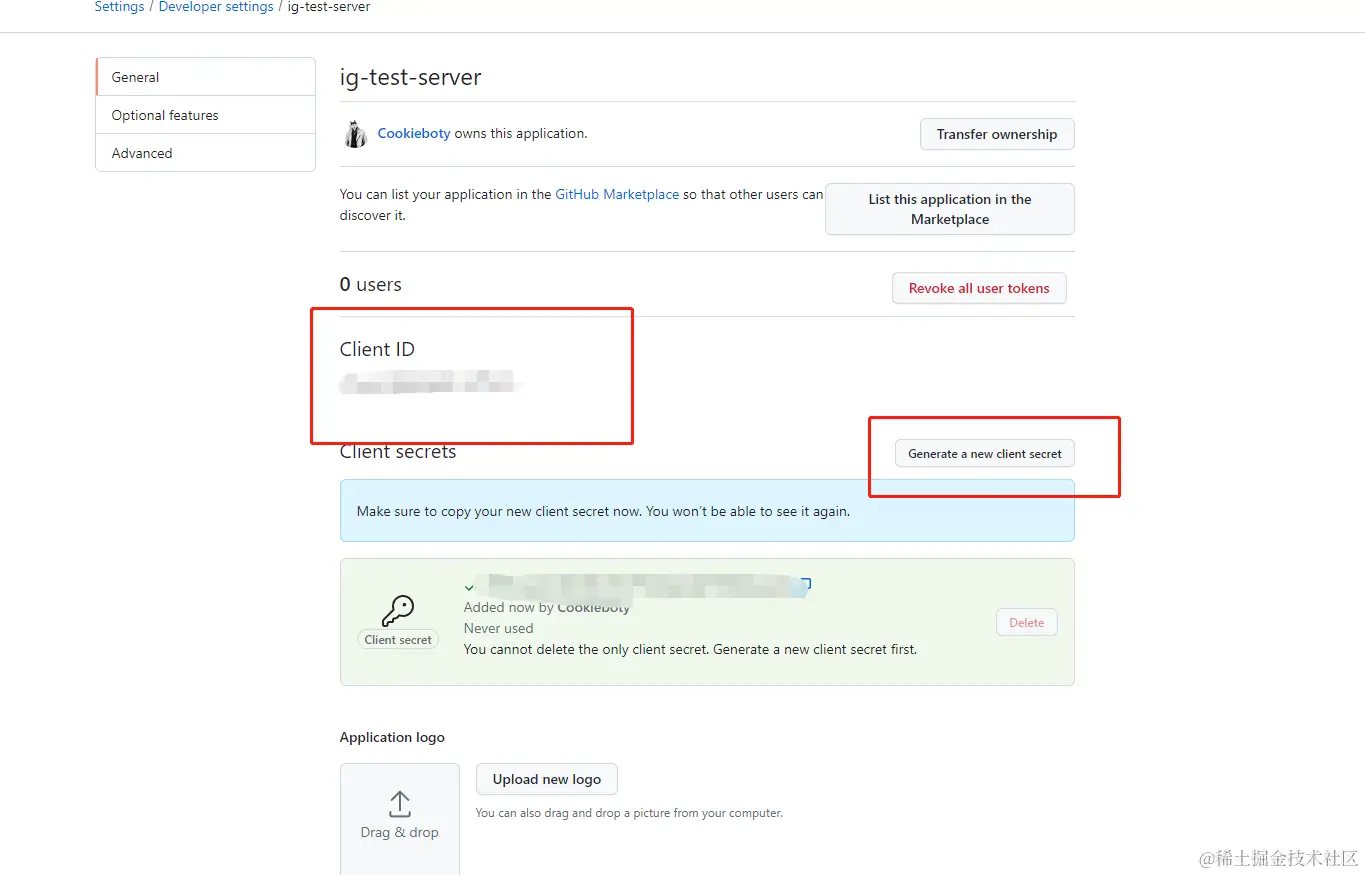 Settings / Developer settings / ig-test-server
General
Optional features
Advanced
ig-test-server
Cookieboty owns this application.
Transfer ownership
You can list your application in the GitHub Marketplace so that other users can
discover it.
List this application in the
Marketplace
0 users
Revoke all user tokens
Client ID
Client secrets
Generate a new client secret
Make sure to copy your new client secret now. You won't be able to see it again.
Client secret
Added now by Cookieboty
Never used
You cannot delete the only client secret. Generate a new client secret first.
Delete
Application logo
Drag & drop
Upload new logo
You can also drag and drop a picture from your computer.
@稀土掘金技术社区